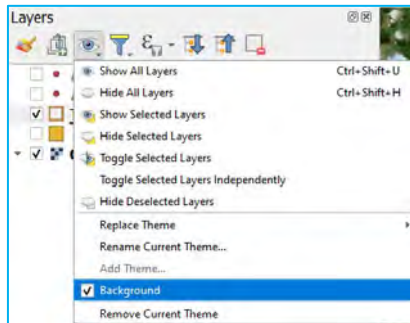 Layers
Show All Layers Ctrl+Shift+U
Hide All Layers Ctrl+Shift+H
Show Selected Layers
Hide Selected Layers
Toggle Selected Layers
Toggle Selected Layers Independently
Hide Deselected Layers
Replace Theme
Rename Current Theme...
Add Theme...
Background
Remove Current Theme